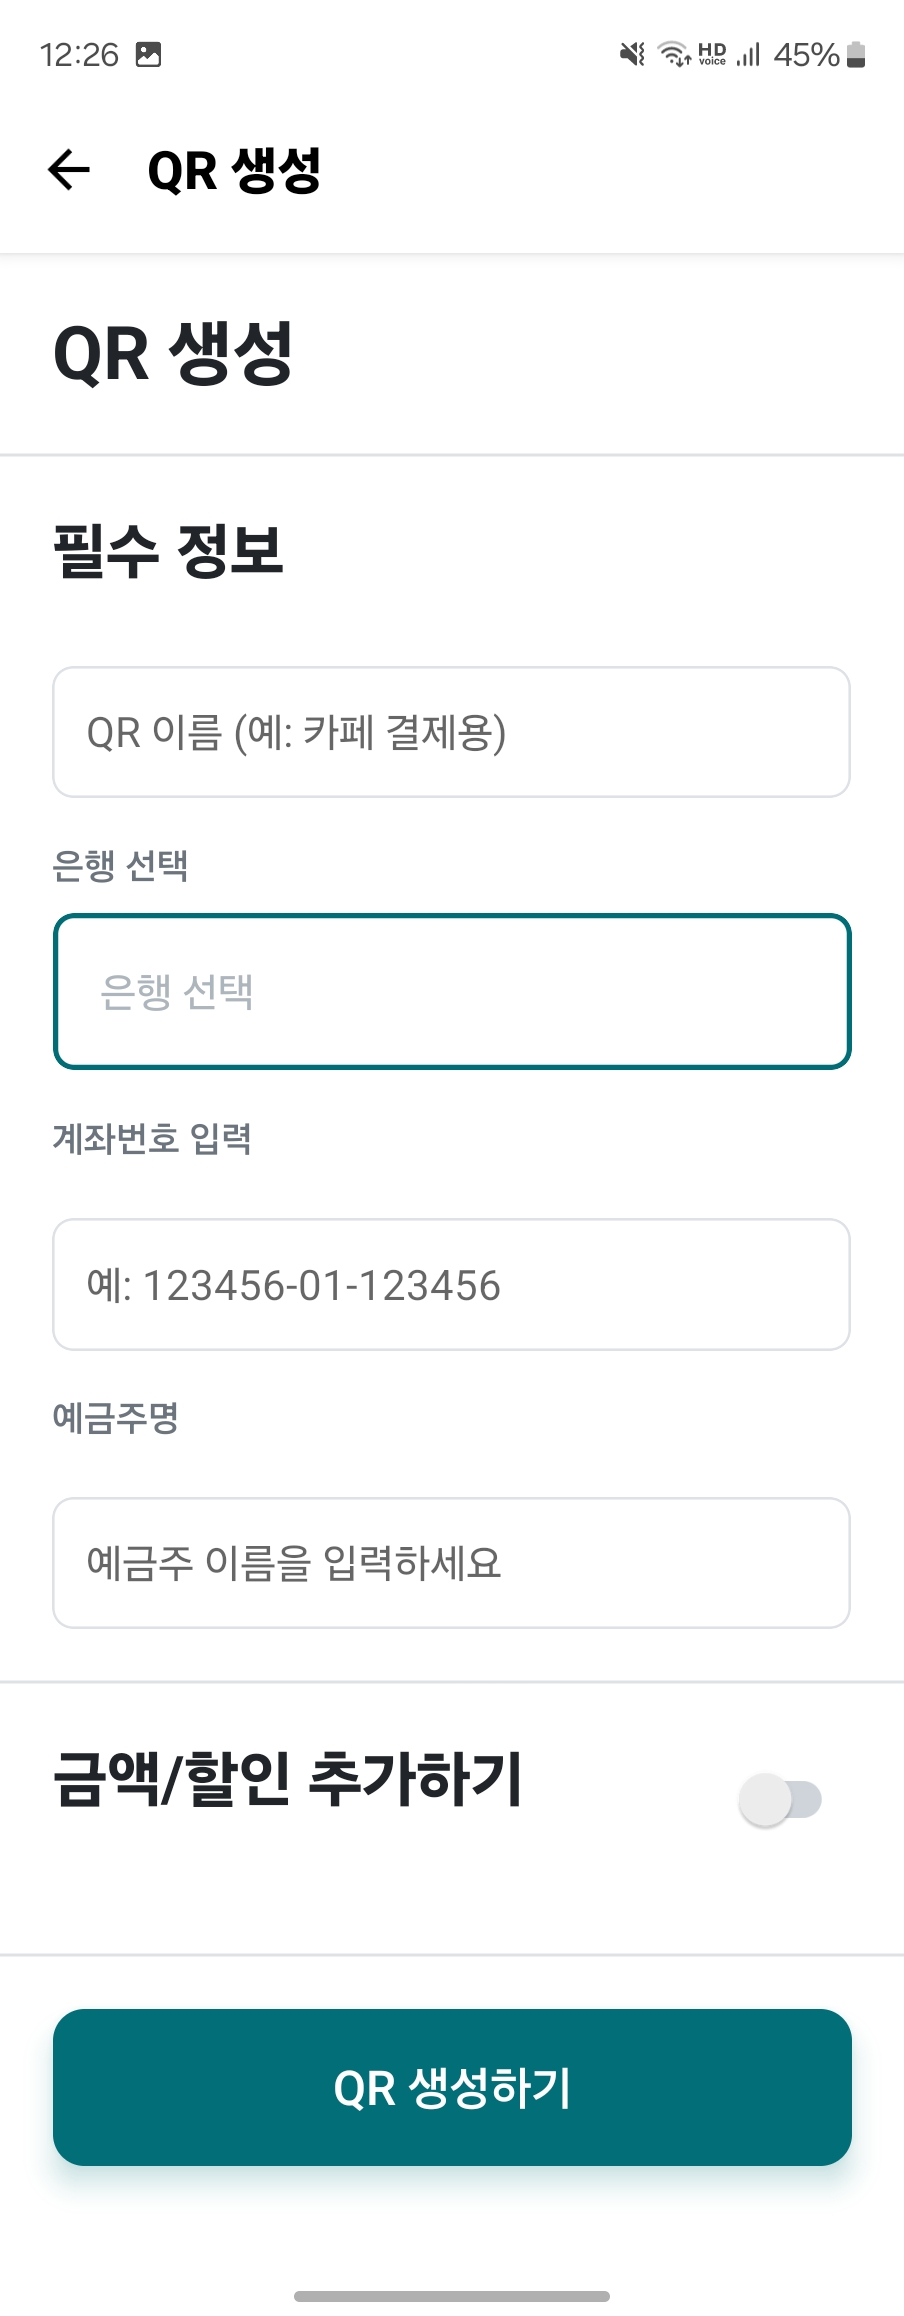 12:26 HD voice 45%
QR 생성
QR 생성
필수 정보
QR 이름 (예: 카페 결제용)
은행 선택
은행 선택
계좌번호 입력
예: 123456-01-123456
예금주명
예금주 이름을 입력하세요
금액/할인 추가하기
QR 생성하기